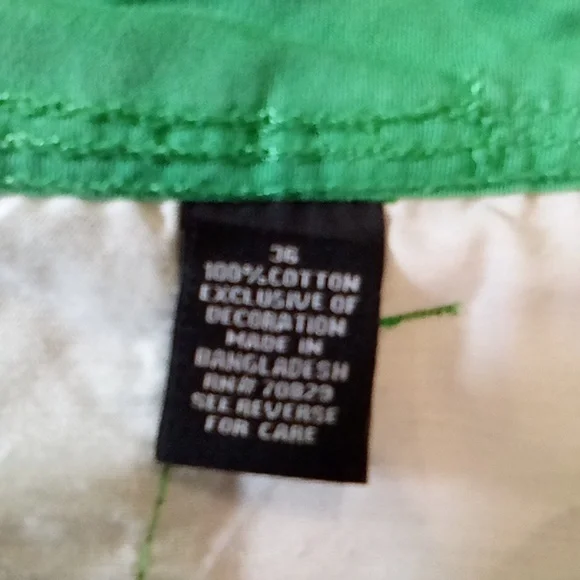 36
100% COTTON
EXCLUSIVE OF
DECORATION
MADE IN
BANGLADESH
RN# 70829
SEE REVERSE
FOR CARE